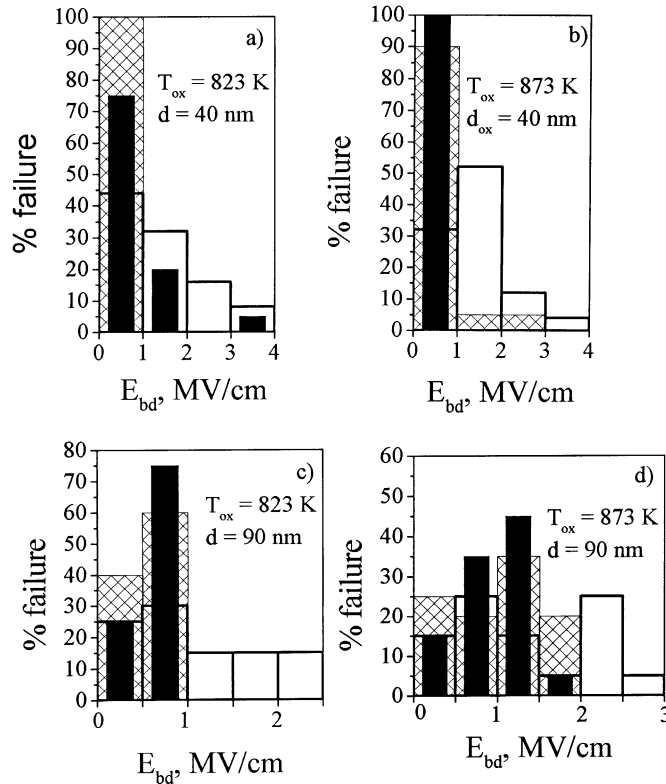 a)
T_ox = 823 K
d = 40 nm
% failure
100
90
80
70
60
50
40
30
20
10
0
0 1 2 3 4
E_bd, MV/cm
b)
T_ox = 873 K
d_ox = 40 nm
% failure
100
90
80
70
60
50
40
30
20
10
0
0 1 2 3 4
E_bd, MV/cm
c)
T_ox = 823 K
d = 90 nm
% failure
80
70
60
50
40
30
20
10
0
0 1 2
E_bd, MV/cm
d)
T_ox = 873 K
d = 90 nm
% failure
60
50
40
30
20
10
0
0 1 2 3
E_bd, MV/cm